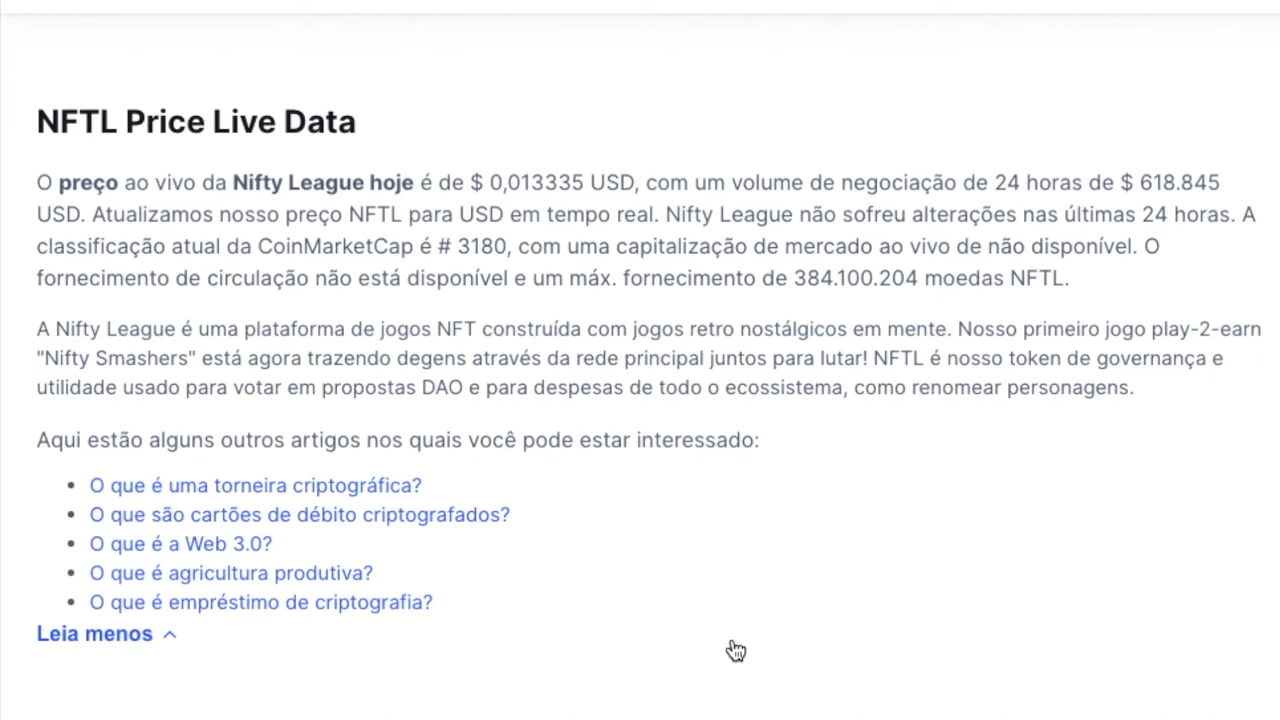 NFTL Price Live Data
O preço ao vivo da Nifty League hoje é de $ 0,013335 USD, com um volume de negociação de 24 horas de $ 618.845
USD. Atualizamos nosso preço NFTL para USD em tempo real. Nifty League não sofreu alterações nas últimas 24 horas. A
classificação atual da CoinMarketCap é # 3180, com uma capitalização de mercado ao vivo de não disponível. O
fornecimento de circulação não está disponível e um máx. fornecimento de 384.100.204 moedas NFTL.
A Nifty League é uma plataforma de jogos NFT construída com jogos retro nostálgicos em mente. Nosso primeiro jogo play-2-earn
"Nifty Smashers" está agora trazendo degens através da rede principal juntos para lutar! NFTL é nosso token de governança e
utilidade usado para votar em propostas DAO e para despesas de todo o ecossistema, como renomear personagens.
Aqui estão alguns outros artigos nos quais você pode estar interessado:
• O que é uma torneira criptográfica?
• O que são cartões de débito criptografados?
• O que é a Web 3.0?
• O que é agricultura produtiva?
• O que é empréstimo de criptografia?
Leia menos